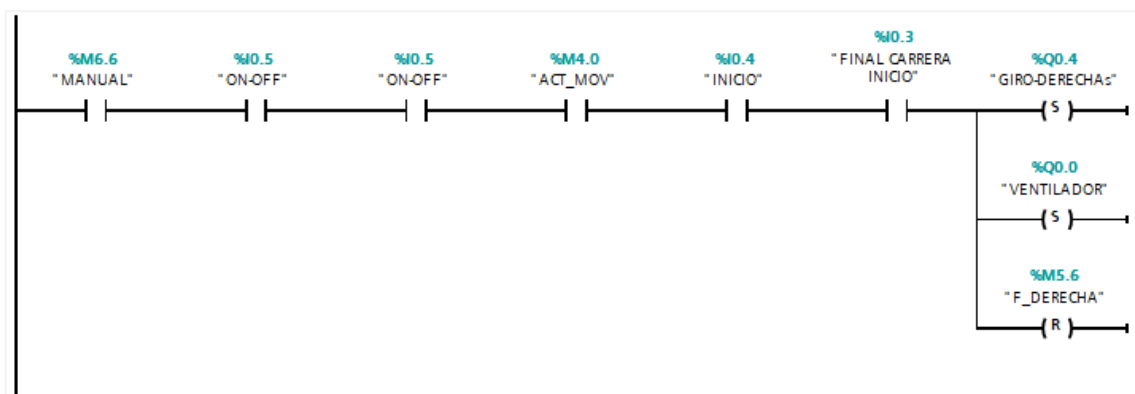 %I0.3
%M6.6 %I0.5 %I0.5 %M4.0 %I0.4 "FINAL CARRERA %Q0.4
"MANUAL" "ON-OFF" "ON-OFF" "ACT_MOV" "INICIO" INICIO" "GIRO-DERECHAs"
S
%Q0.0
"VENTILADOR"
S
%M5.6
"F_DERECHA"
R